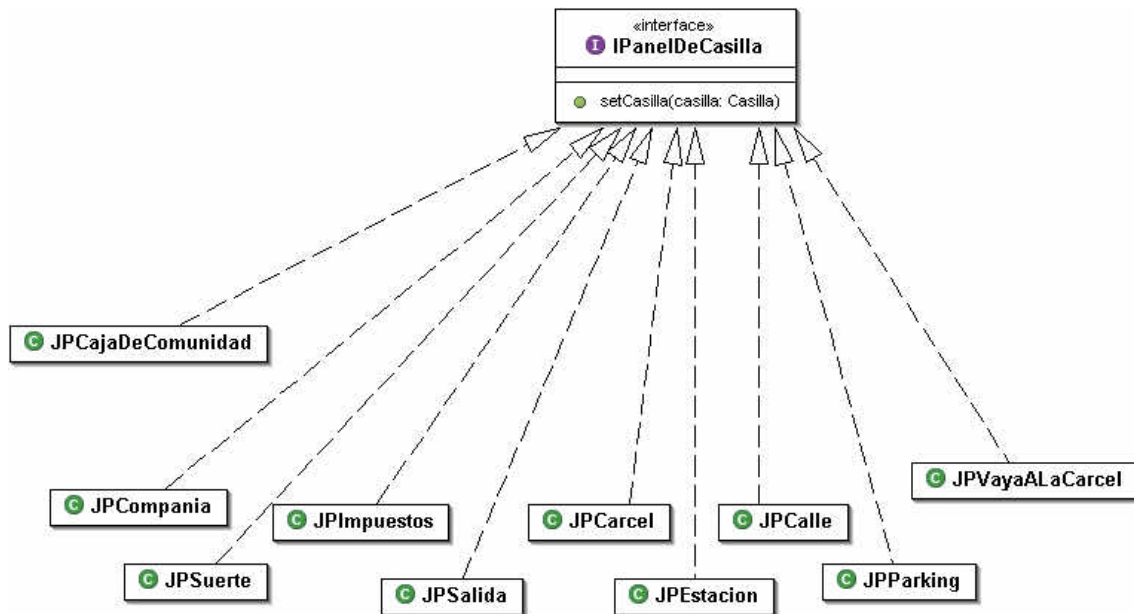 «interface»
I IPanelDeCasilla
setCasilla(casilla: Casilla)
C JPCajaDeComunidad
C JPVayaALaCarcel
C JPCompania
C JPImpuestos
C JPCarcel
C JPCalle
C JPSuerte
C JPSalida
C JPEstacion
C JPParking